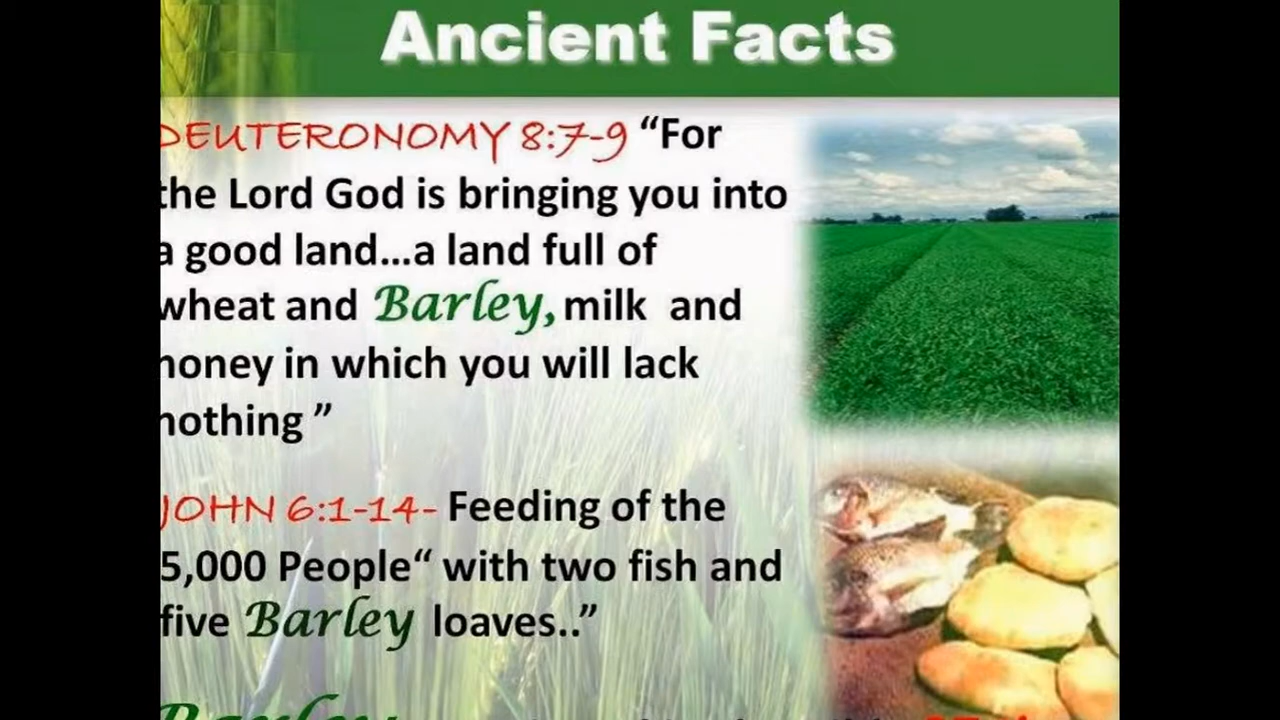 Ancient Facts
DEUTERONOMY 8:7-9 “For
the Lord God is bringing you into
a good land...a land full of
wheat and Barley, milk and
honey in which you will lack
nothing ”
JOHN 6:1-14- Feeding of the
5,000 People“ with two fish and
five Barley loaves..”
Barley